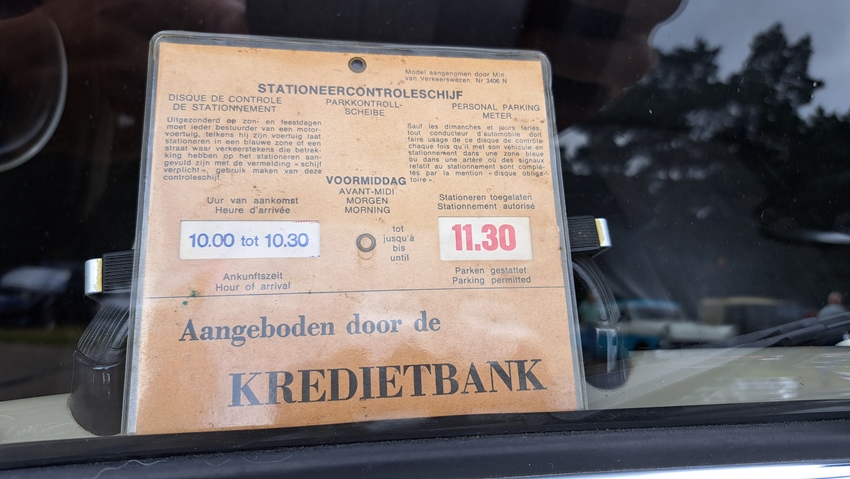 Model aangenomen door Min.
van Verkeerswezen. Nr 3406 N
STATIONEERCONTROLESCHIJF
DISQUE DE CONTROLE
DE STATIONNEMENT
PARKKONTROLL-
SCHEIBE
PERSONAL PARKING
METER
Uitgezonderd op zon- en feestdagen
moet ieder bestuurder van een motor-
voertuig, telkens hij zijn voertuig laat
stationeren in een blauwe zone of een
straat waar verkeerstekens die betrek-
king hebben op het stationeren aan-
gevuld zijn met de vermelding « schijf
verplicht », gebruik maken van deze
controleschijf.
Sauf les dimanches et jours fériés,
tout conducteur d'automobile doit
faire usage de ce disque de contrôle
chaque fois qu'il met son véhicule en
stationnement dans une zone bleue
ou dans une artère où des signaux
relatif au stationnement sont complé-
tés par la mention « disque obliga-
toire ».
VOORMIDDAG
AVANT-MIDI
MORGEN
MORNING
Uur van aankomst
Heure d'arrivée
Stationeren toegelaten
Stationnement autorisé
10.00 tot 10.30
tot
jusqu'à
bis
until
11.30
Ankunftszeit
Hour of arrival
Parken gestattet
Parking permitted
Aangeboden door de
KREDIETBANK